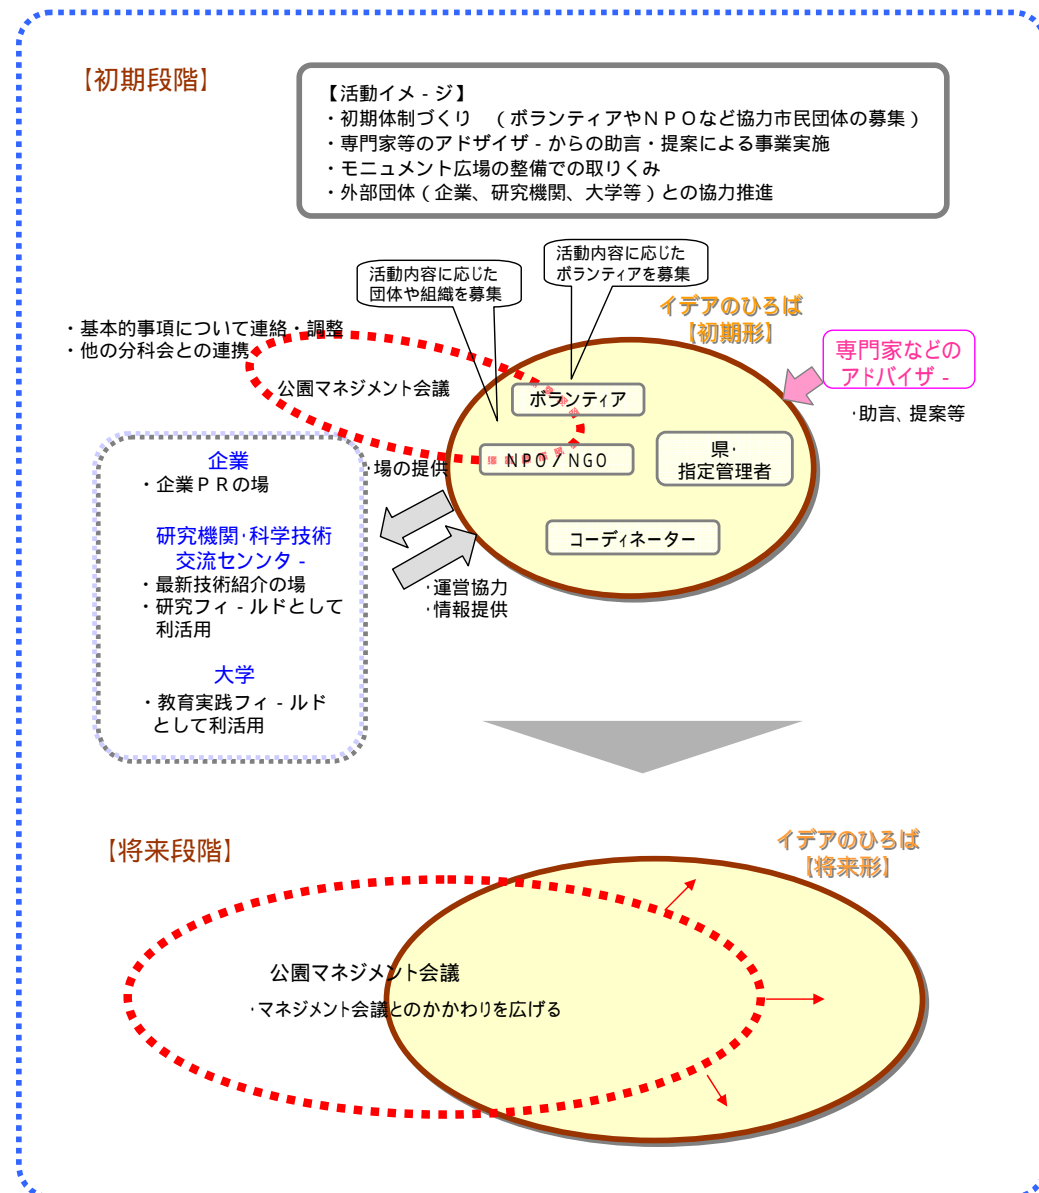 【初期段階】
【活動イメ‐ジ】
・初期体制づくり　（ボランティアやＮＰＯなど協力市民団体の募集）
・専門家等のアドザイザ‐からの助言・提案による事業実施
・モニュメント広場の整備での取りくみ
・外部団体（企業、研究機関、大学等）との協力推進
活動内容に応じた
団体や組織を募集
活動内容に応じた
ボランティアを募集
イデアのひろば
【初期形】
・基本的事項について連絡・調整
・他の分科会との連携
公園マネジメント会議
専門家などの
アドバイザ‐
・助言、提案等
ボランティア
ＮＰＯ／ＮＧＯ
県・
指定管理者
コーディネーター
・場の提供
・運営協力
・情報提供
企業
・企業ＰＲの場
研究機関・科学技術
交流センンタ‐
・最新技術紹介の場
・研究フィ‐ルドとして
利活用
大学
・教育実践フィ‐ルド
として利活用
【将来段階】
イデアのひろば
【将来形】
公園マネジメント会議
・マネジメント会議とのかかわりを広げる